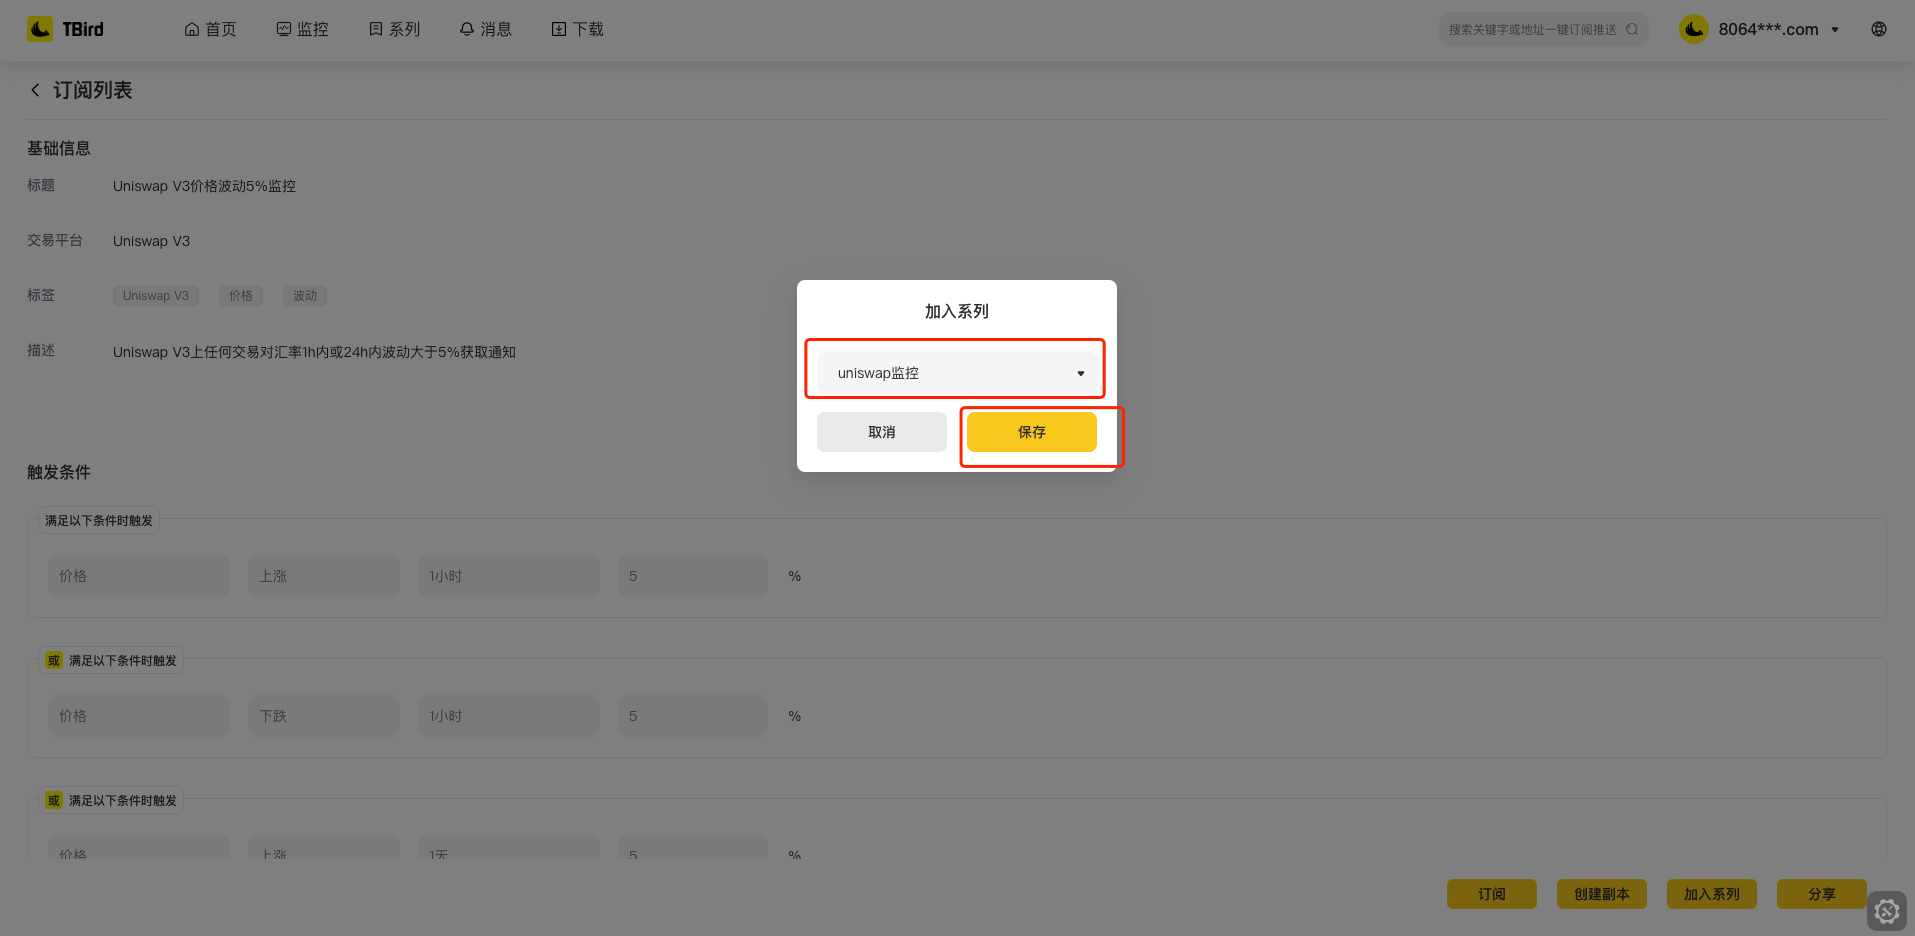 TBird 首页 监控 系列 消息 下载 搜索关键字或地址一键订阅推送 8064***.com
订阅列表
基础信息
标题 Uniswap V3价格波动5%监控
交易平台 Uniswap V3
标签 Uniswap V3 价格 波动
描述 Uniswap V3上任何交易对汇率1h内或24h内波动大于5%获取通知
加入系列
uniswap监控
取消 保存
触发条件
满足以下条件时触发
价格 上涨 1小时 5 %
或 满足以下条件时触发
价格 下跌 1小时 5 %
或 满足以下条件时触发
价格 上涨 1天 5 %
订阅 创建副本 加入系列 分享